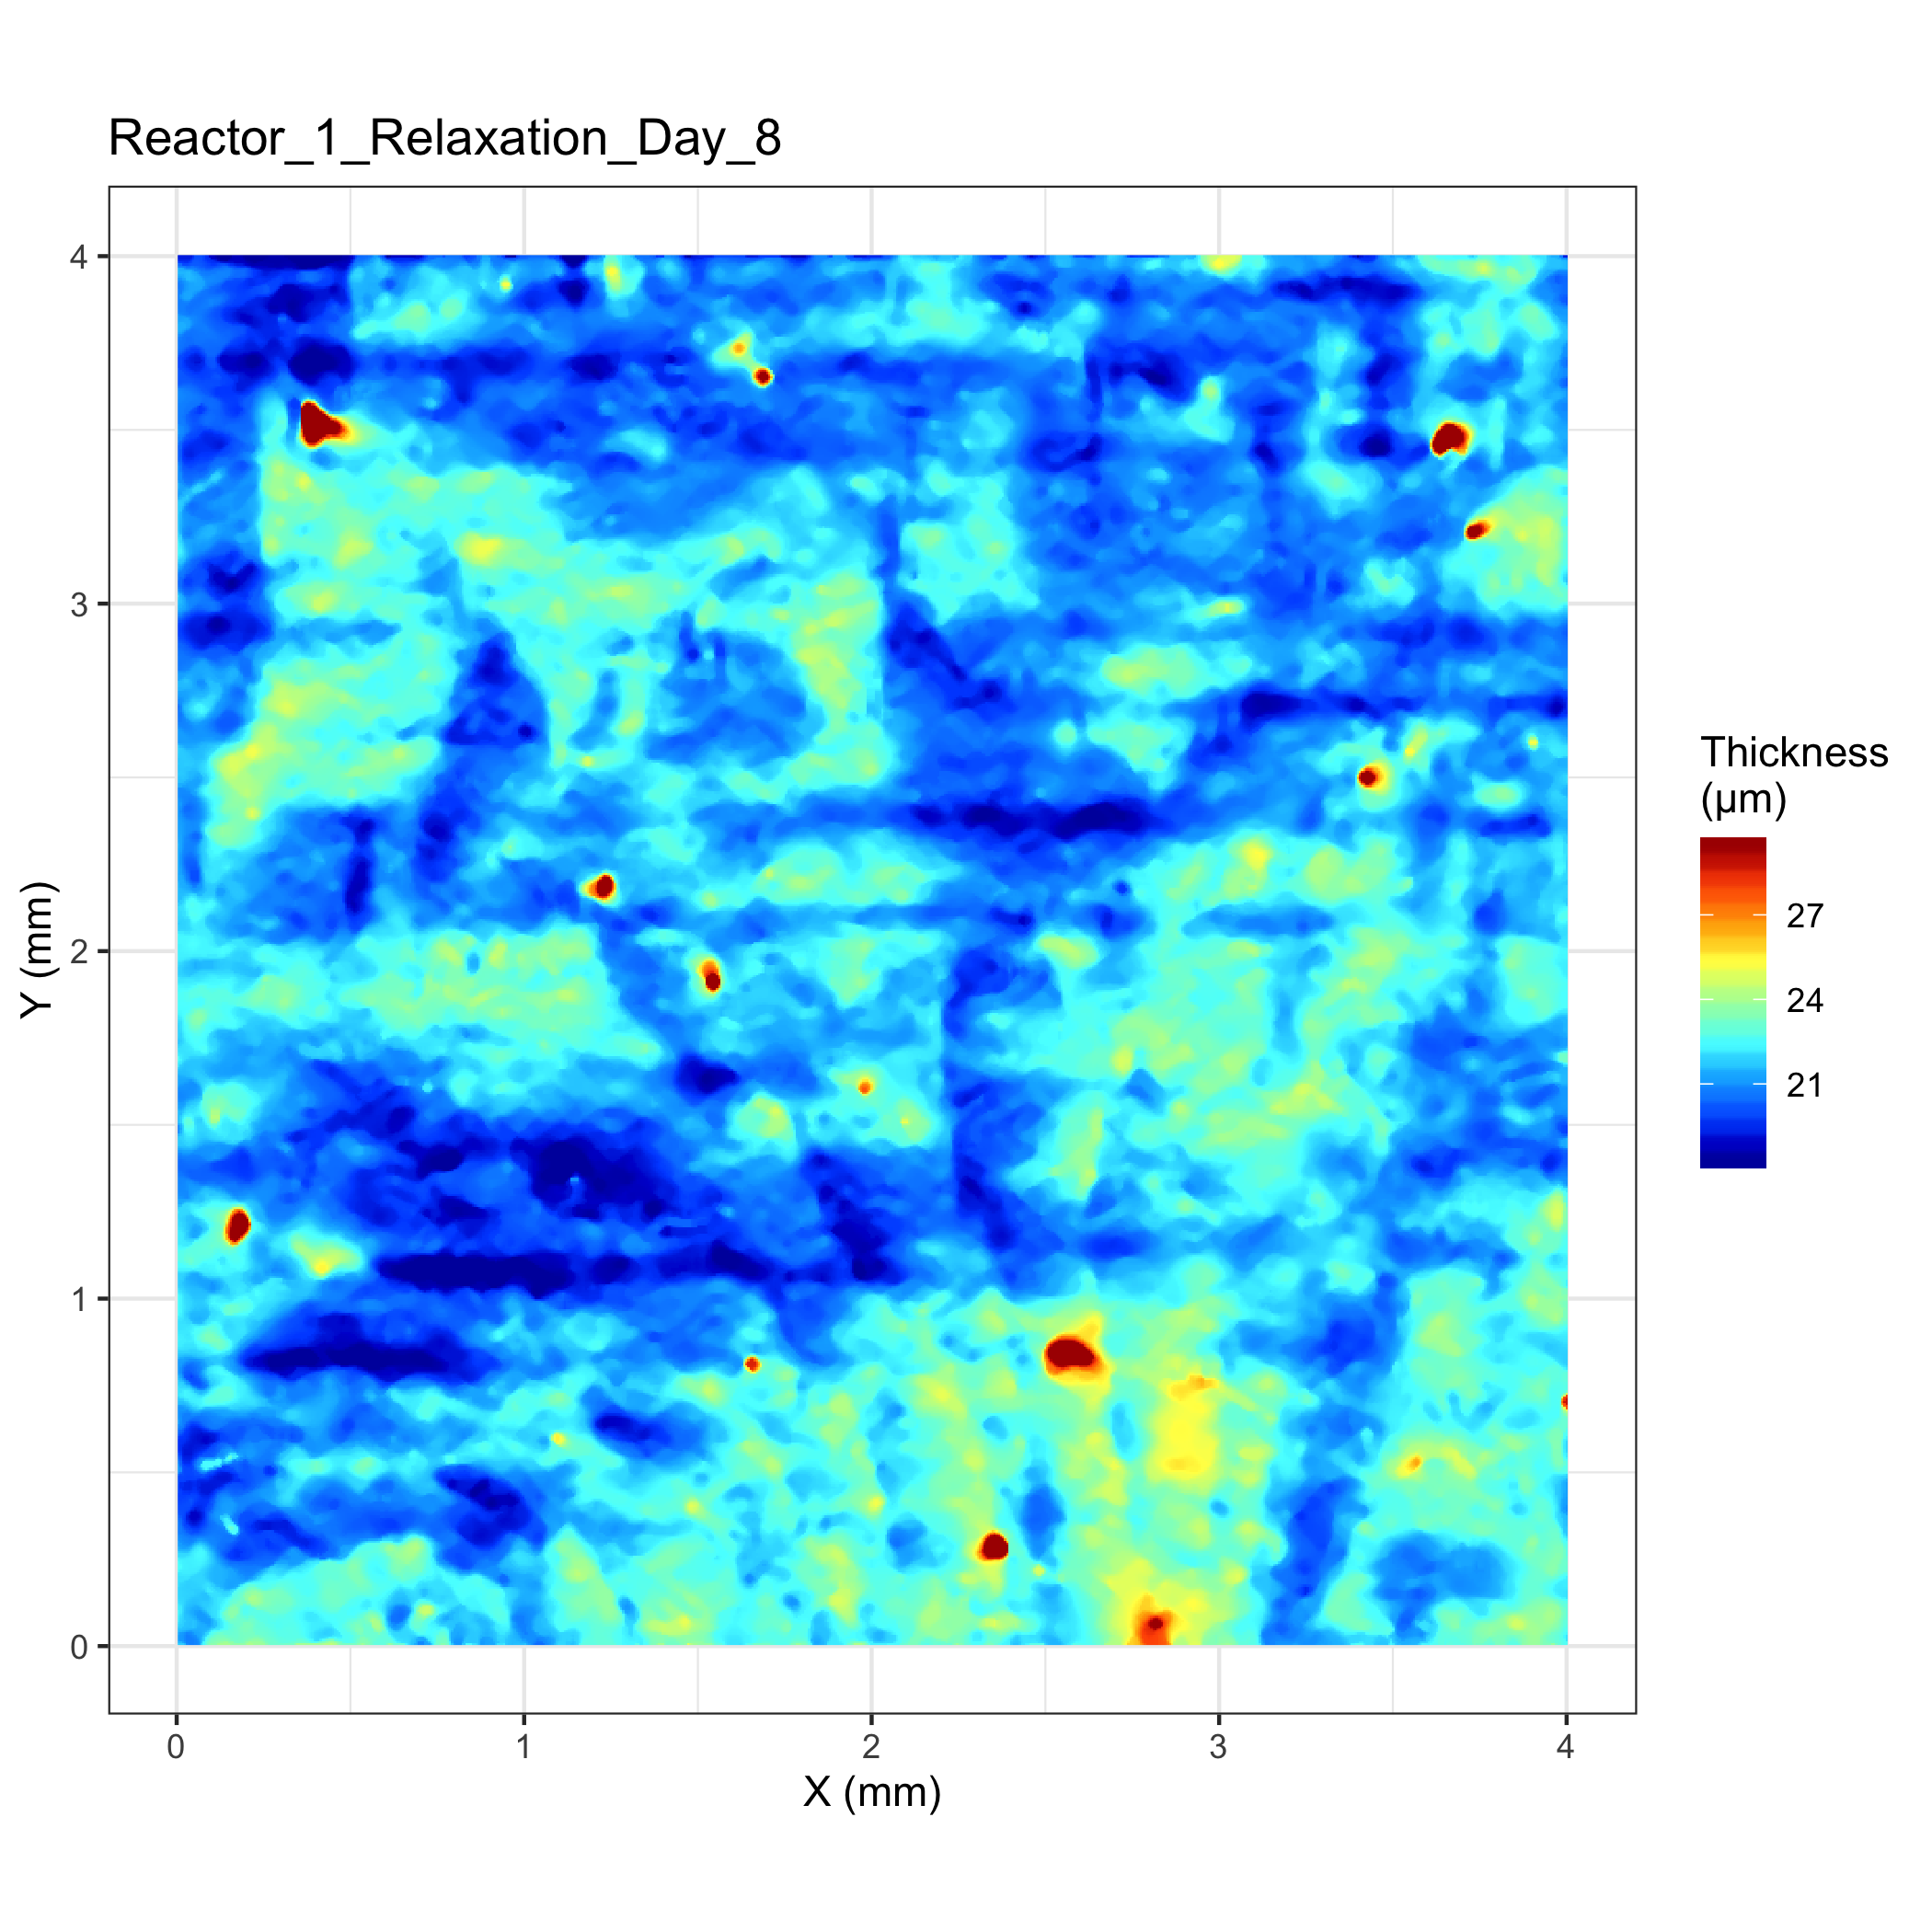 Reactor_1_Relaxation_Day_8
4
3
2
1
0
Y (mm)
0 1 2 3 4
X (mm)
Thickness
(µm)
27
24
21